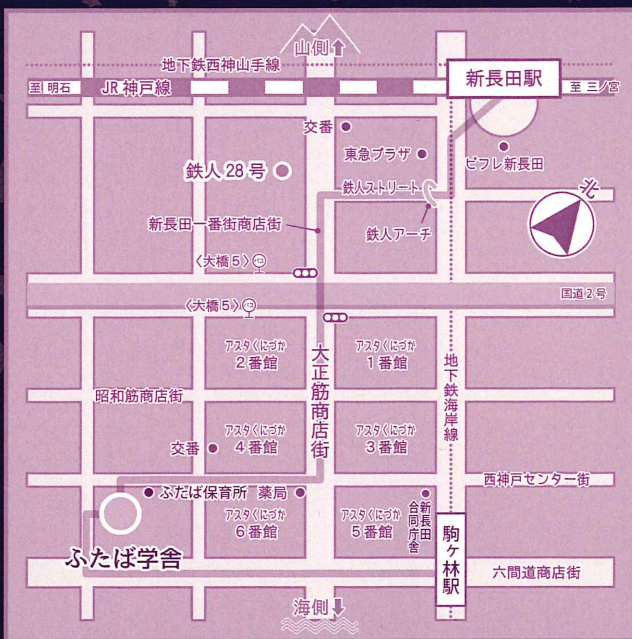 山側
地下鉄西神山手線
至 明石
JR 神戸線
新長田駅
至 三ノ宮
交番
東急プラザ
ピフレ新長田
鉄人28号
鉄人ストリート
北
新長田一番街商店街
鉄人アーチ
〈大橋5〉バス
国道2号
〈大橋5〉バス
アスタくにづか
2番館
大正筋商店街
アスタくにづか
1番館
地下鉄海岸線
昭和筋商店街
アスタくにづか
4番館
アスタくにづか
3番館
交番
西神戸センター街
ふたば保育所
薬局
アスタくにづか
6番館
アスタくにづか
5番館
新長田
合同庁舎
駒ヶ林駅
ふたば学舎
六間道商店街
海側